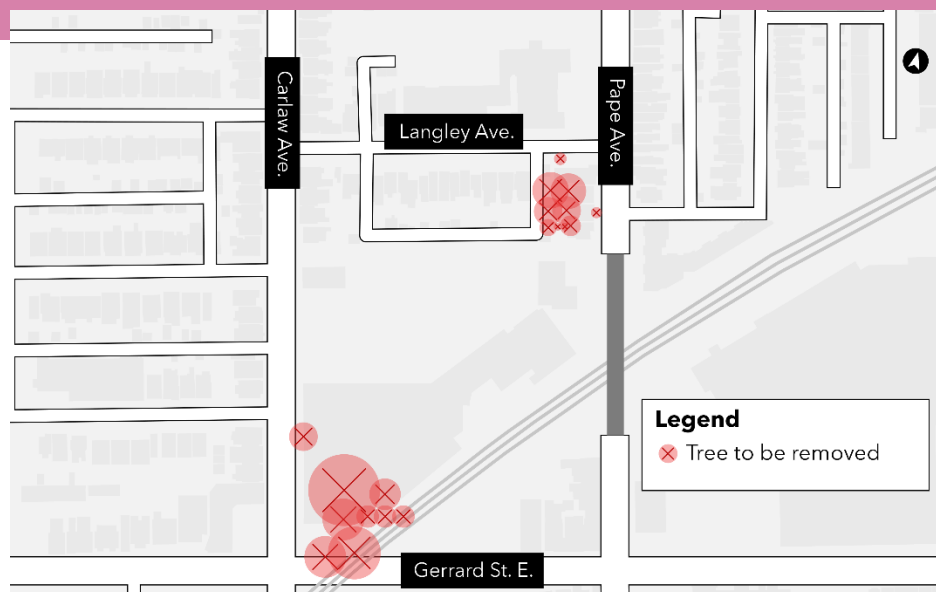 Carlaw Ave.
Langley Ave.
Pape Ave.
Legend
Tree to be removed
Gerrard St. E.